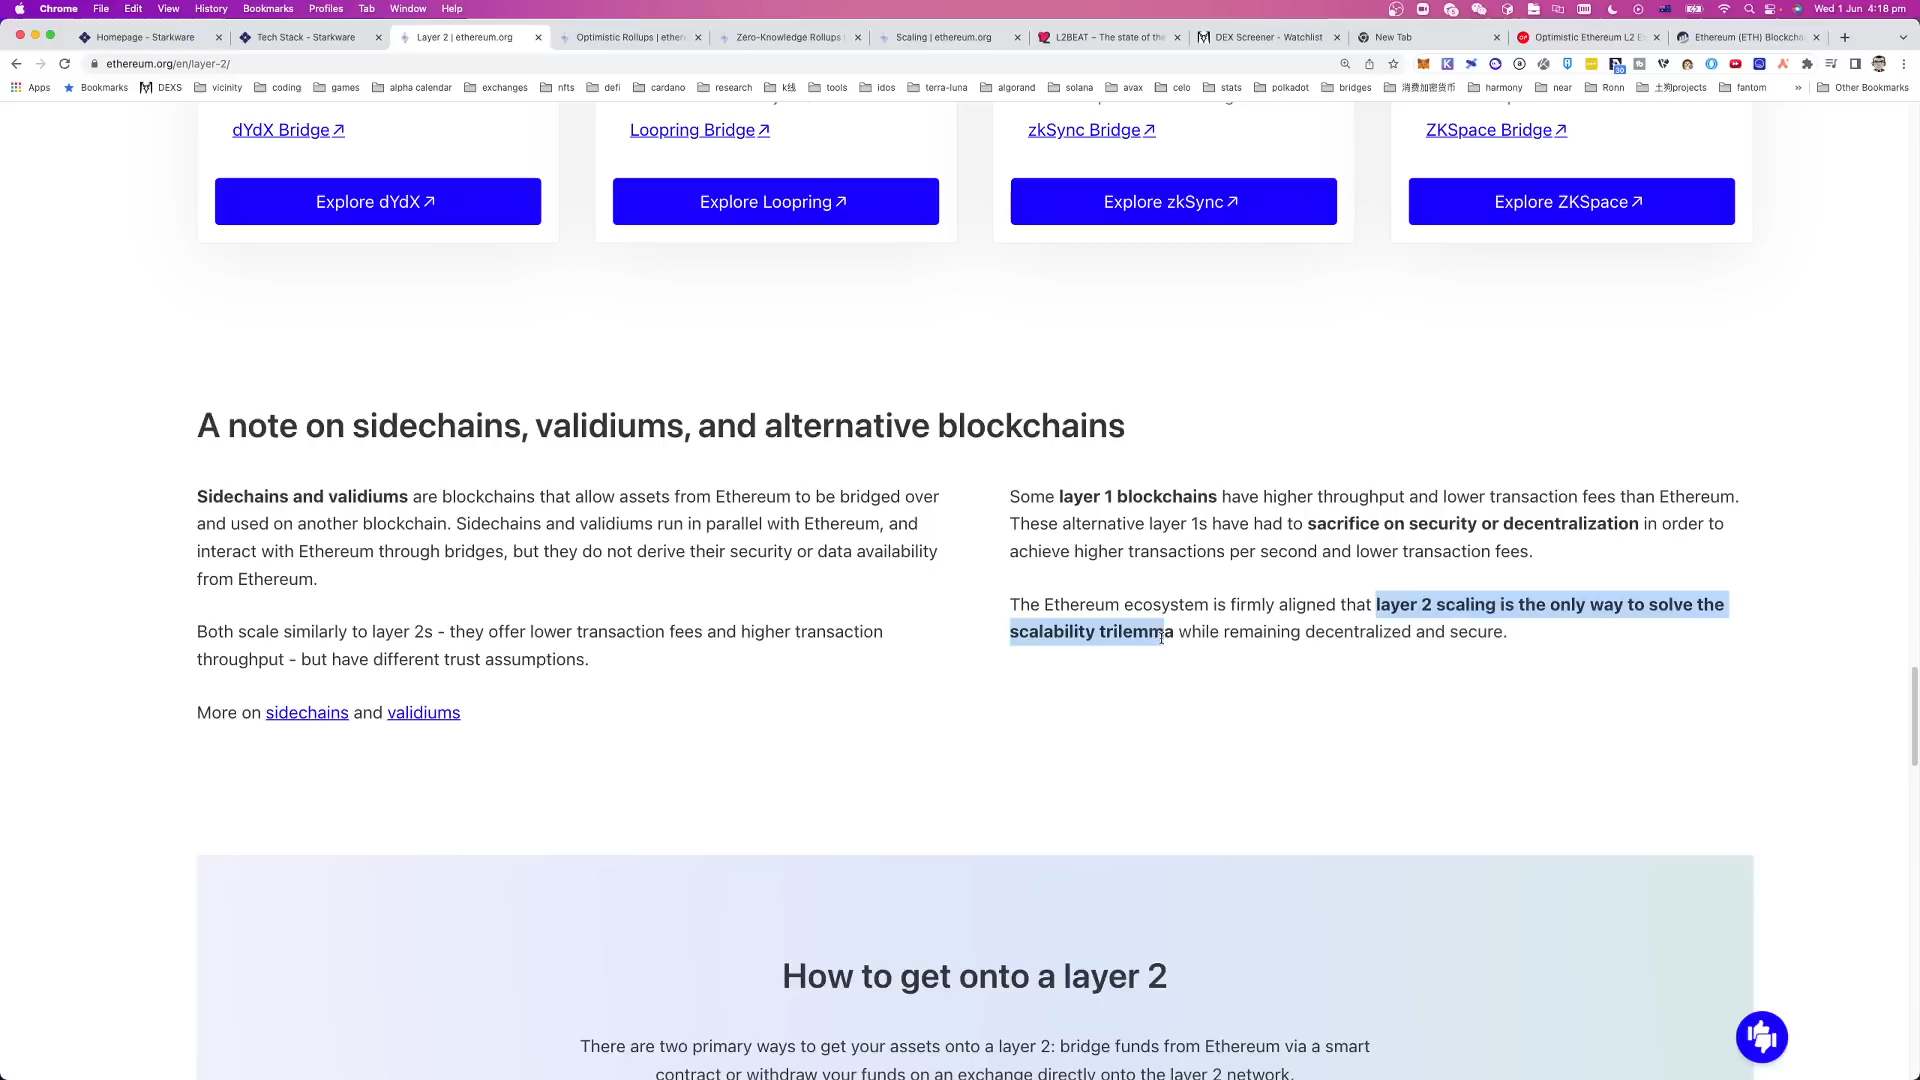 Chrome File Edit View History Bookmarks Profiles Tab Window Help Wed 1 Jun 4:18 pm
Homepage - Starkware Tech Stack - Starkware Layer 2 | ethereum.org Optimistic Rollups | ether Zero-Knowledge Rollups Scaling | ethereum.org L2BEAT – The state of the DEX Screener - Watchlist New Tab Optimistic Ethereum L2 E Ethereum (ETH) Blockcha
ethereum.org/en/layer-2/
Apps Bookmarks DEXS vicinity coding games alpha calendar exchanges nfts defi cardano research k线 tools idos terra-luna algorand solana avax celo stats polkadot bridges 消费加密货币 harmony near Ronn 土狗projects fantom » Other Bookmarks
dYdX Bridge↗ Loopring Bridge↗ zkSync Bridge↗ ZKSpace Bridge↗
Explore dYdX↗ Explore Loopring↗ Explore zkSync↗ Explore ZKSpace↗
A note on sidechains, validiums, and alternative blockchains
Sidechains and validiums are blockchains that allow assets from Ethereum to be bridged over
and used on another blockchain. Sidechains and validiums run in parallel with Ethereum, and
interact with Ethereum through bridges, but they do not derive their security or data availability
from Ethereum.
Both scale similarly to layer 2s - they offer lower transaction fees and higher transaction
throughput - but have different trust assumptions.
More on sidechains and validiums
Some layer 1 blockchains have higher throughput and lower transaction fees than Ethereum.
These alternative layer 1s have had to sacrifice on security or decentralization in order to
achieve higher transactions per second and lower transaction fees.
The Ethereum ecosystem is firmly aligned that layer 2 scaling is the only way to solve the
scalability trilemma while remaining decentralized and secure.
How to get onto a layer 2
There are two primary ways to get your assets onto a layer 2: bridge funds from Ethereum via a smart
contract or withdraw your funds on an exchange directly onto the layer 2 network.